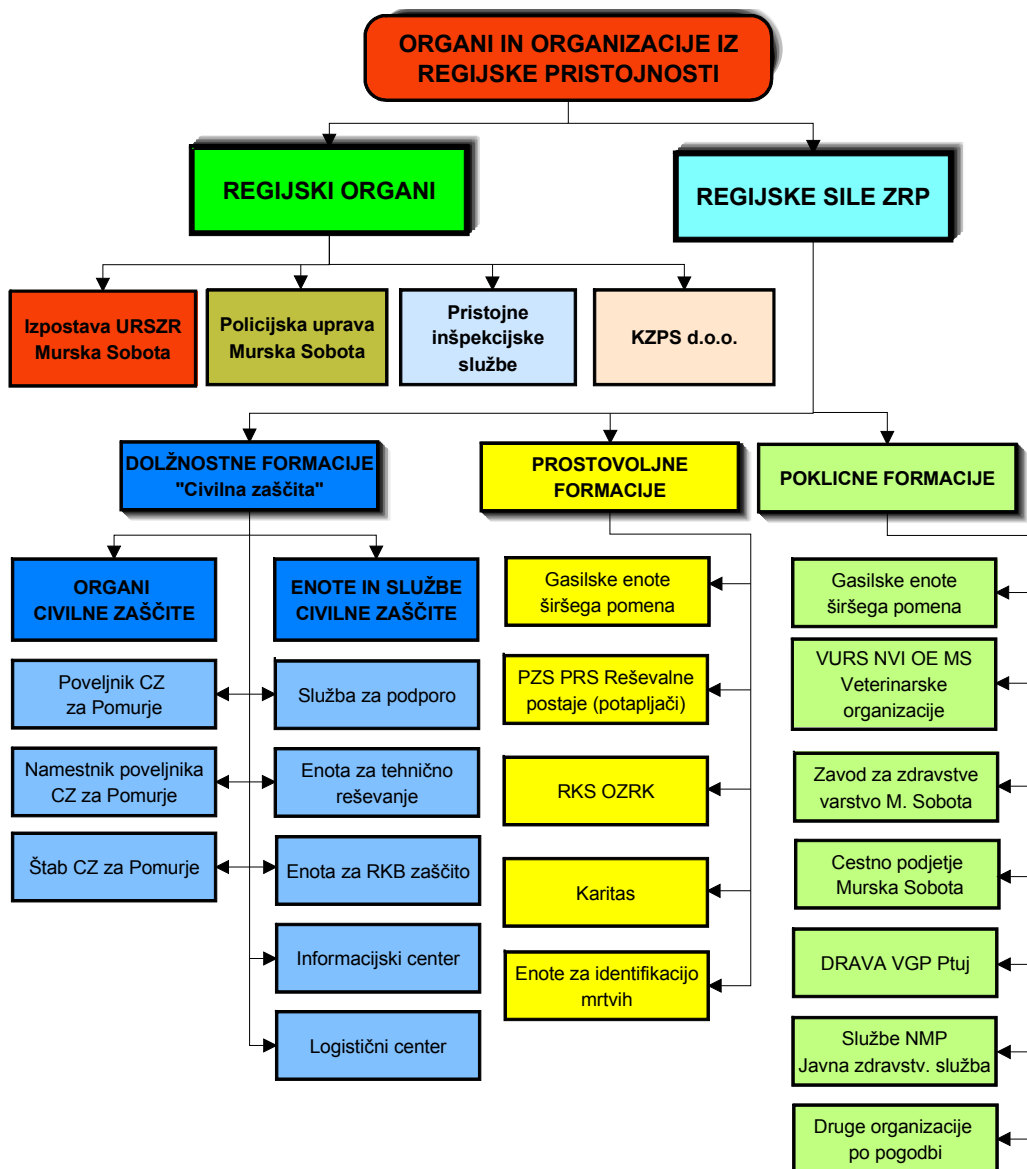 ORGANI IN ORGANIZACIJE IZ
REGIJSKE PRISTOJNOSTI
REGIJSKI ORGANI
REGIJSKE SILE ZRP
Izpostava URSZR
Murska Sobota
Policijska uprava
Murska Sobota
Pristojne
inšpekcijske
službe
KZPS d.o.o.
DOLŽNOSTNE FORMACIJE
"Civilna zaščita"
PROSTOVOLJNE
FORMACIJE
POKLICNE FORMACIJE
ORGANI
CIVILNE ZAŠČITE
ENOTE IN SLUŽBE
CIVILNE ZAŠČITE
Poveljnik CZ
za Pomurje
Namestnik poveljnika
CZ za Pomurje
Štab CZ za Pomurje
Služba za podporo
Enota za tehnično
reševanje
Enota za RKB zaščito
Informacijski center
Logistični center
Gasilske enote
širšega pomena
PZS PRS Reševalne
postaje (potapljači)
RKS OZRK
Karitas
Enote za identifikacijo
mrtvih
Gasilske enote
širšega pomena
VURS NVI OE MS
Veterinarske
organizacije
Zavod za zdravstve
varstvo M. Sobota
Cestno podjetje
Murska Sobota
DRAVA VGP Ptuj
Službe NMP
Javna zdravstv. služba
Druge organizacije
po pogodbi